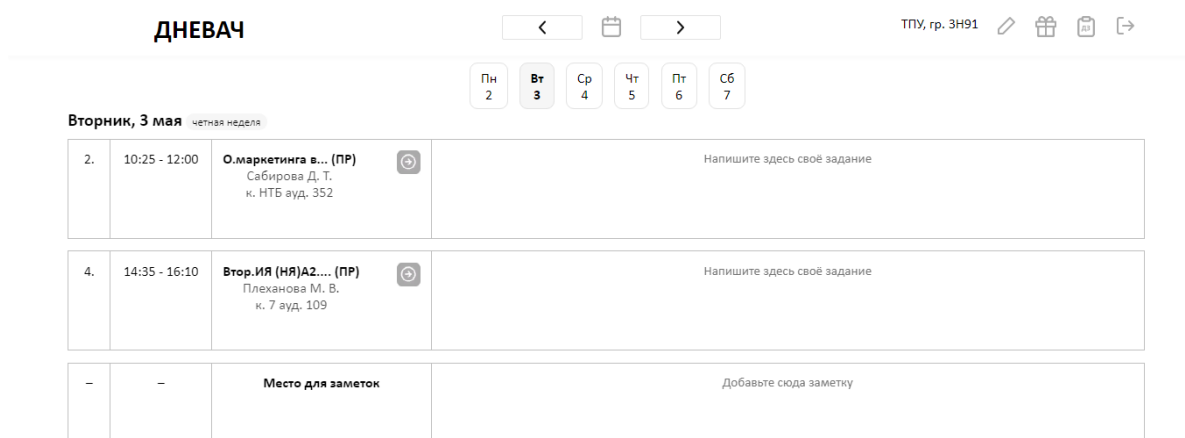 ДНЕВАЧ
ТПУ, гр. 3Н91
ДЗ
Пн Вт Ср Чт Пт Сб
2 3 4 5 6 7
Вторник, 3 мая четная неделя
2. 10:25 - 12:00 О.маркетинга в... (ПР) Напишите здесь своё задание
Сабирова Д. Т.
к. НТБ ауд. 352
4. 14:35 - 16:10 Втор.ИЯ (НЯ)А2.... (ПР) Напишите здесь своё задание
Плеханова М. В.
к. 7 ауд. 109
– – Место для заметок Добавьте сюда заметку